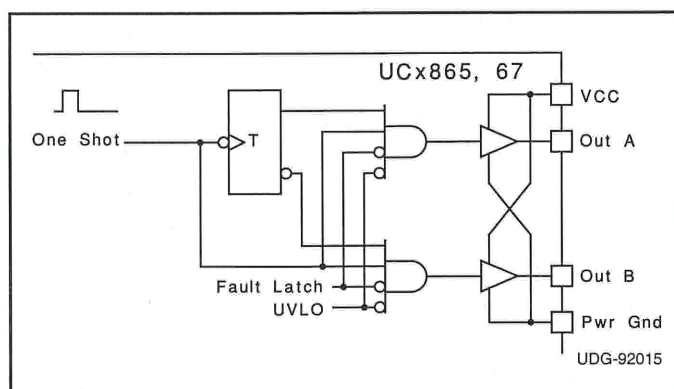 UCx865, 67
VCC
One Shot
T
Out A
Fault Latch
UVLO
Out B
Pwr Gnd
UDG-92015